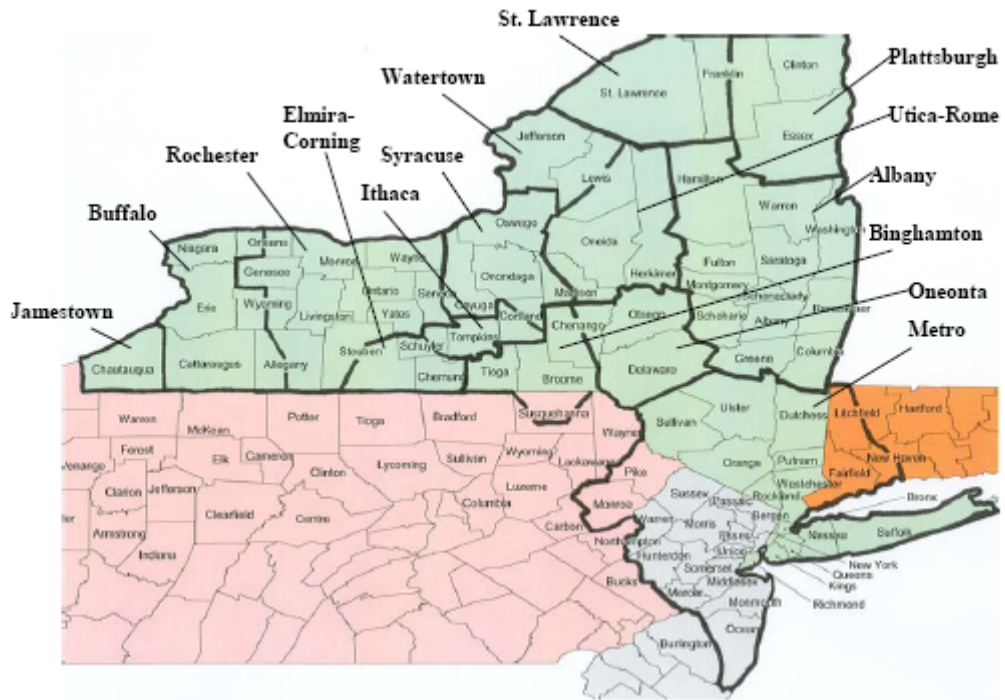 St. Lawrence
Plattsburgh
Watertown
Utica-Rome
Elmira-
Corning
Rochester
Syracuse
Albany
Ithaca
Buffalo
Binghamton
Oneonta
Jamestown
Metro
Clinton
Franklin
St. Lawrence
Essex
Jefferson
Lewis
Hamilton
Warren
Washington
Oswego
Oneida
Herkimer
Fulton
Saratoga
Niagara
Orleans
Monroe
Wayne
Onondaga
Madison
Montgomery
Schenectady
Genesee
Ontario
Seneca
Cayuga
Erie
Wyoming
Livingston
Yates
Cortland
Chenango
Otsego
Schoharie
Albany
Rensselaer
Tompkins
Schuyler
Steuben
Greene
Columbia
Chautauqua
Cattaraugus
Allegany
Chemung
Tioga
Broome
Delaware
Ulster
Dutchess
Litchfield
Hartford
Sullivan
Warren
McKean
Potter
Tioga
Bradford
Susquehanna
Wayne
Forest
Elk
Cameron
Clinton
Lycoming
Sullivan
Wyoming
Lackawanna
Orange
Putnam
New Haven
Fairfield
Venango
Clarion
Jefferson
Clearfield
Centre
Columbia
Luzerne
Pike
Westchester
Rockland
Bronx
Sussex
Passaic
Bergen
Monroe
Carbon
Armstrong
Indiana
Northampton
Warren
Morris
Essex
Nassau
Suffolk
Hunterdon
Union
New York
Queens
Kings
Richmond
Somerset
Middlesex
Bucks
Mercer
Monmouth
Ocean
Burlington